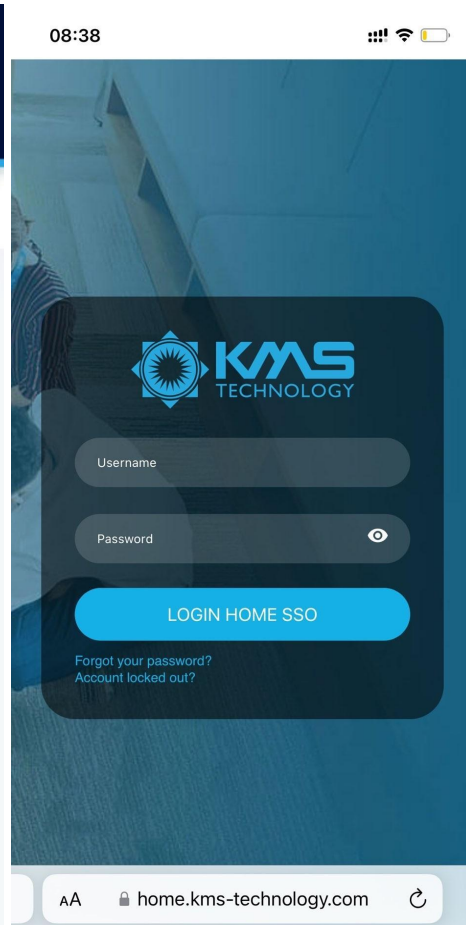 08:38
KMS
TECHNOLOGY
Username
Password
LOGIN HOME SSO
Forgot your password?
Account locked out?
AA home.kms-technology.com